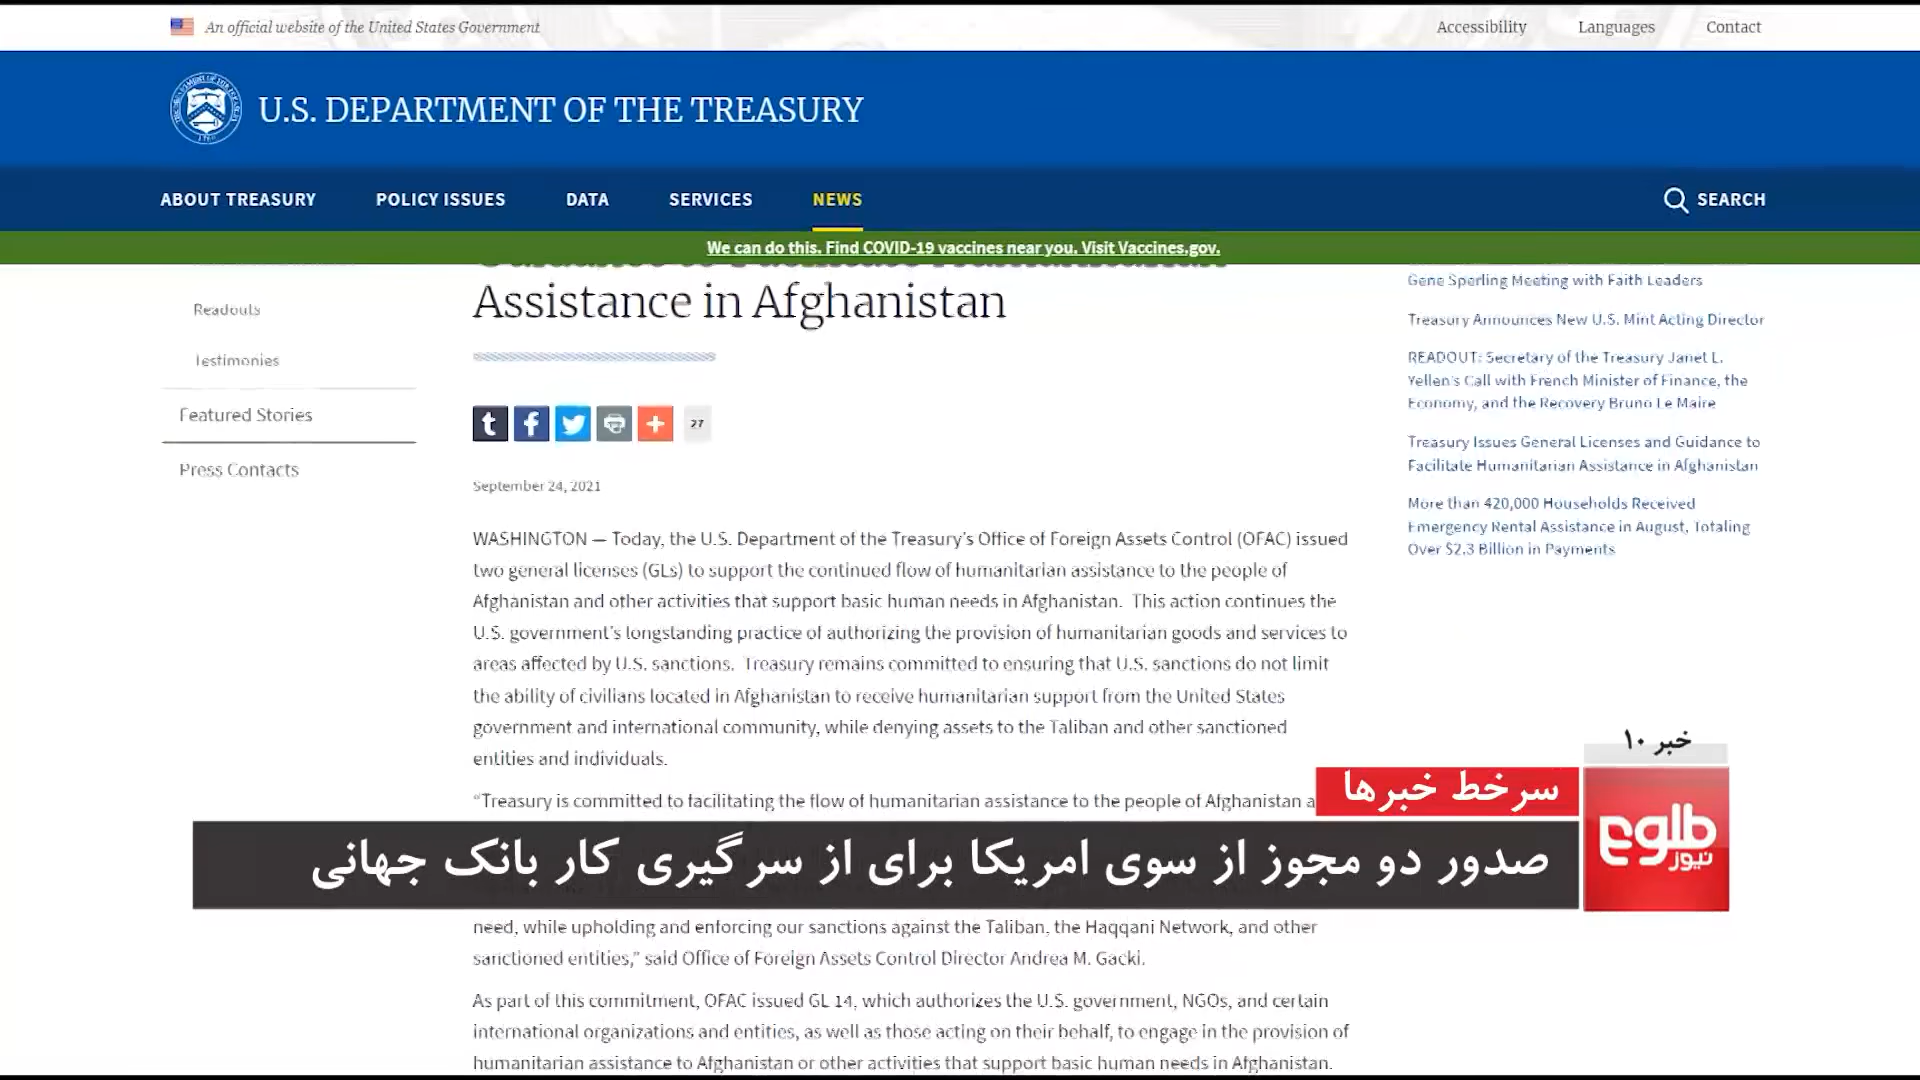 An official website of the United States Government
Accessibility
Languages
Contact
U.S. DEPARTMENT OF THE TREASURY
ABOUT TREASURY
POLICY ISSUES
DATA
SERVICES
NEWS
SEARCH
We can do this. Find COVID-19 vaccines near you. Visit Vaccines.gov.
Readouts
Testimonies
Featured Stories
Press Contacts
Assistance in Afghanistan
27
September 24, 2021
WASHINGTON — Today, the U.S. Department of the Treasury's Office of Foreign Assets Control (OFAC) issued
two general licenses (GLs) to support the continued flow of humanitarian assistance to the people of
Afghanistan and other activities that support basic human needs in Afghanistan. This action continues the
U.S. government's longstanding practice of authorizing the provision of humanitarian goods and services to
areas affected by U.S. sanctions. Treasury remains committed to ensuring that U.S. sanctions do not limit
the ability of civilians located in Afghanistan to receive humanitarian support from the United States
government and international community, while denying assets to the Taliban and other sanctioned
entities and individuals.
“Treasury is committed to facilitating the flow of humanitarian assistance to the people of Afghanistan a
need, while upholding and enforcing our sanctions against the Taliban, the Haqqani Network, and other
sanctioned entities,” said Office of Foreign Assets Control Director Andrea M. Gacki.
As part of this commitment, OFAC issued GL 14, which authorizes the U.S. government, NGOs, and certain
international organizations and entities, as well as those acting on their behalf, to engage in the provision of
humanitarian assistance to Afghanistan or other activities that support basic human needs in Afghanistan.
Gene Sperling Meeting with Faith Leaders
Treasury Announces New U.S. Mint Acting Director
READOUT: Secretary of the Treasury Janet L.
Yellen's Call with French Minister of Finance, the
Economy, and the Recovery Bruno Le Maire
Treasury Issues General Licenses and Guidance to
Facilitate Humanitarian Assistance in Afghanistan
More than 420,000 Households Received
Emergency Rental Assistance in August, Totaling
Over $2.3 Billion in Payments
خبر ۱۰
سرخط خبرها
صدور دو مجوز از سوی امریکا برای از سرگیری کار بانک جهانی
طلوع
نیوز